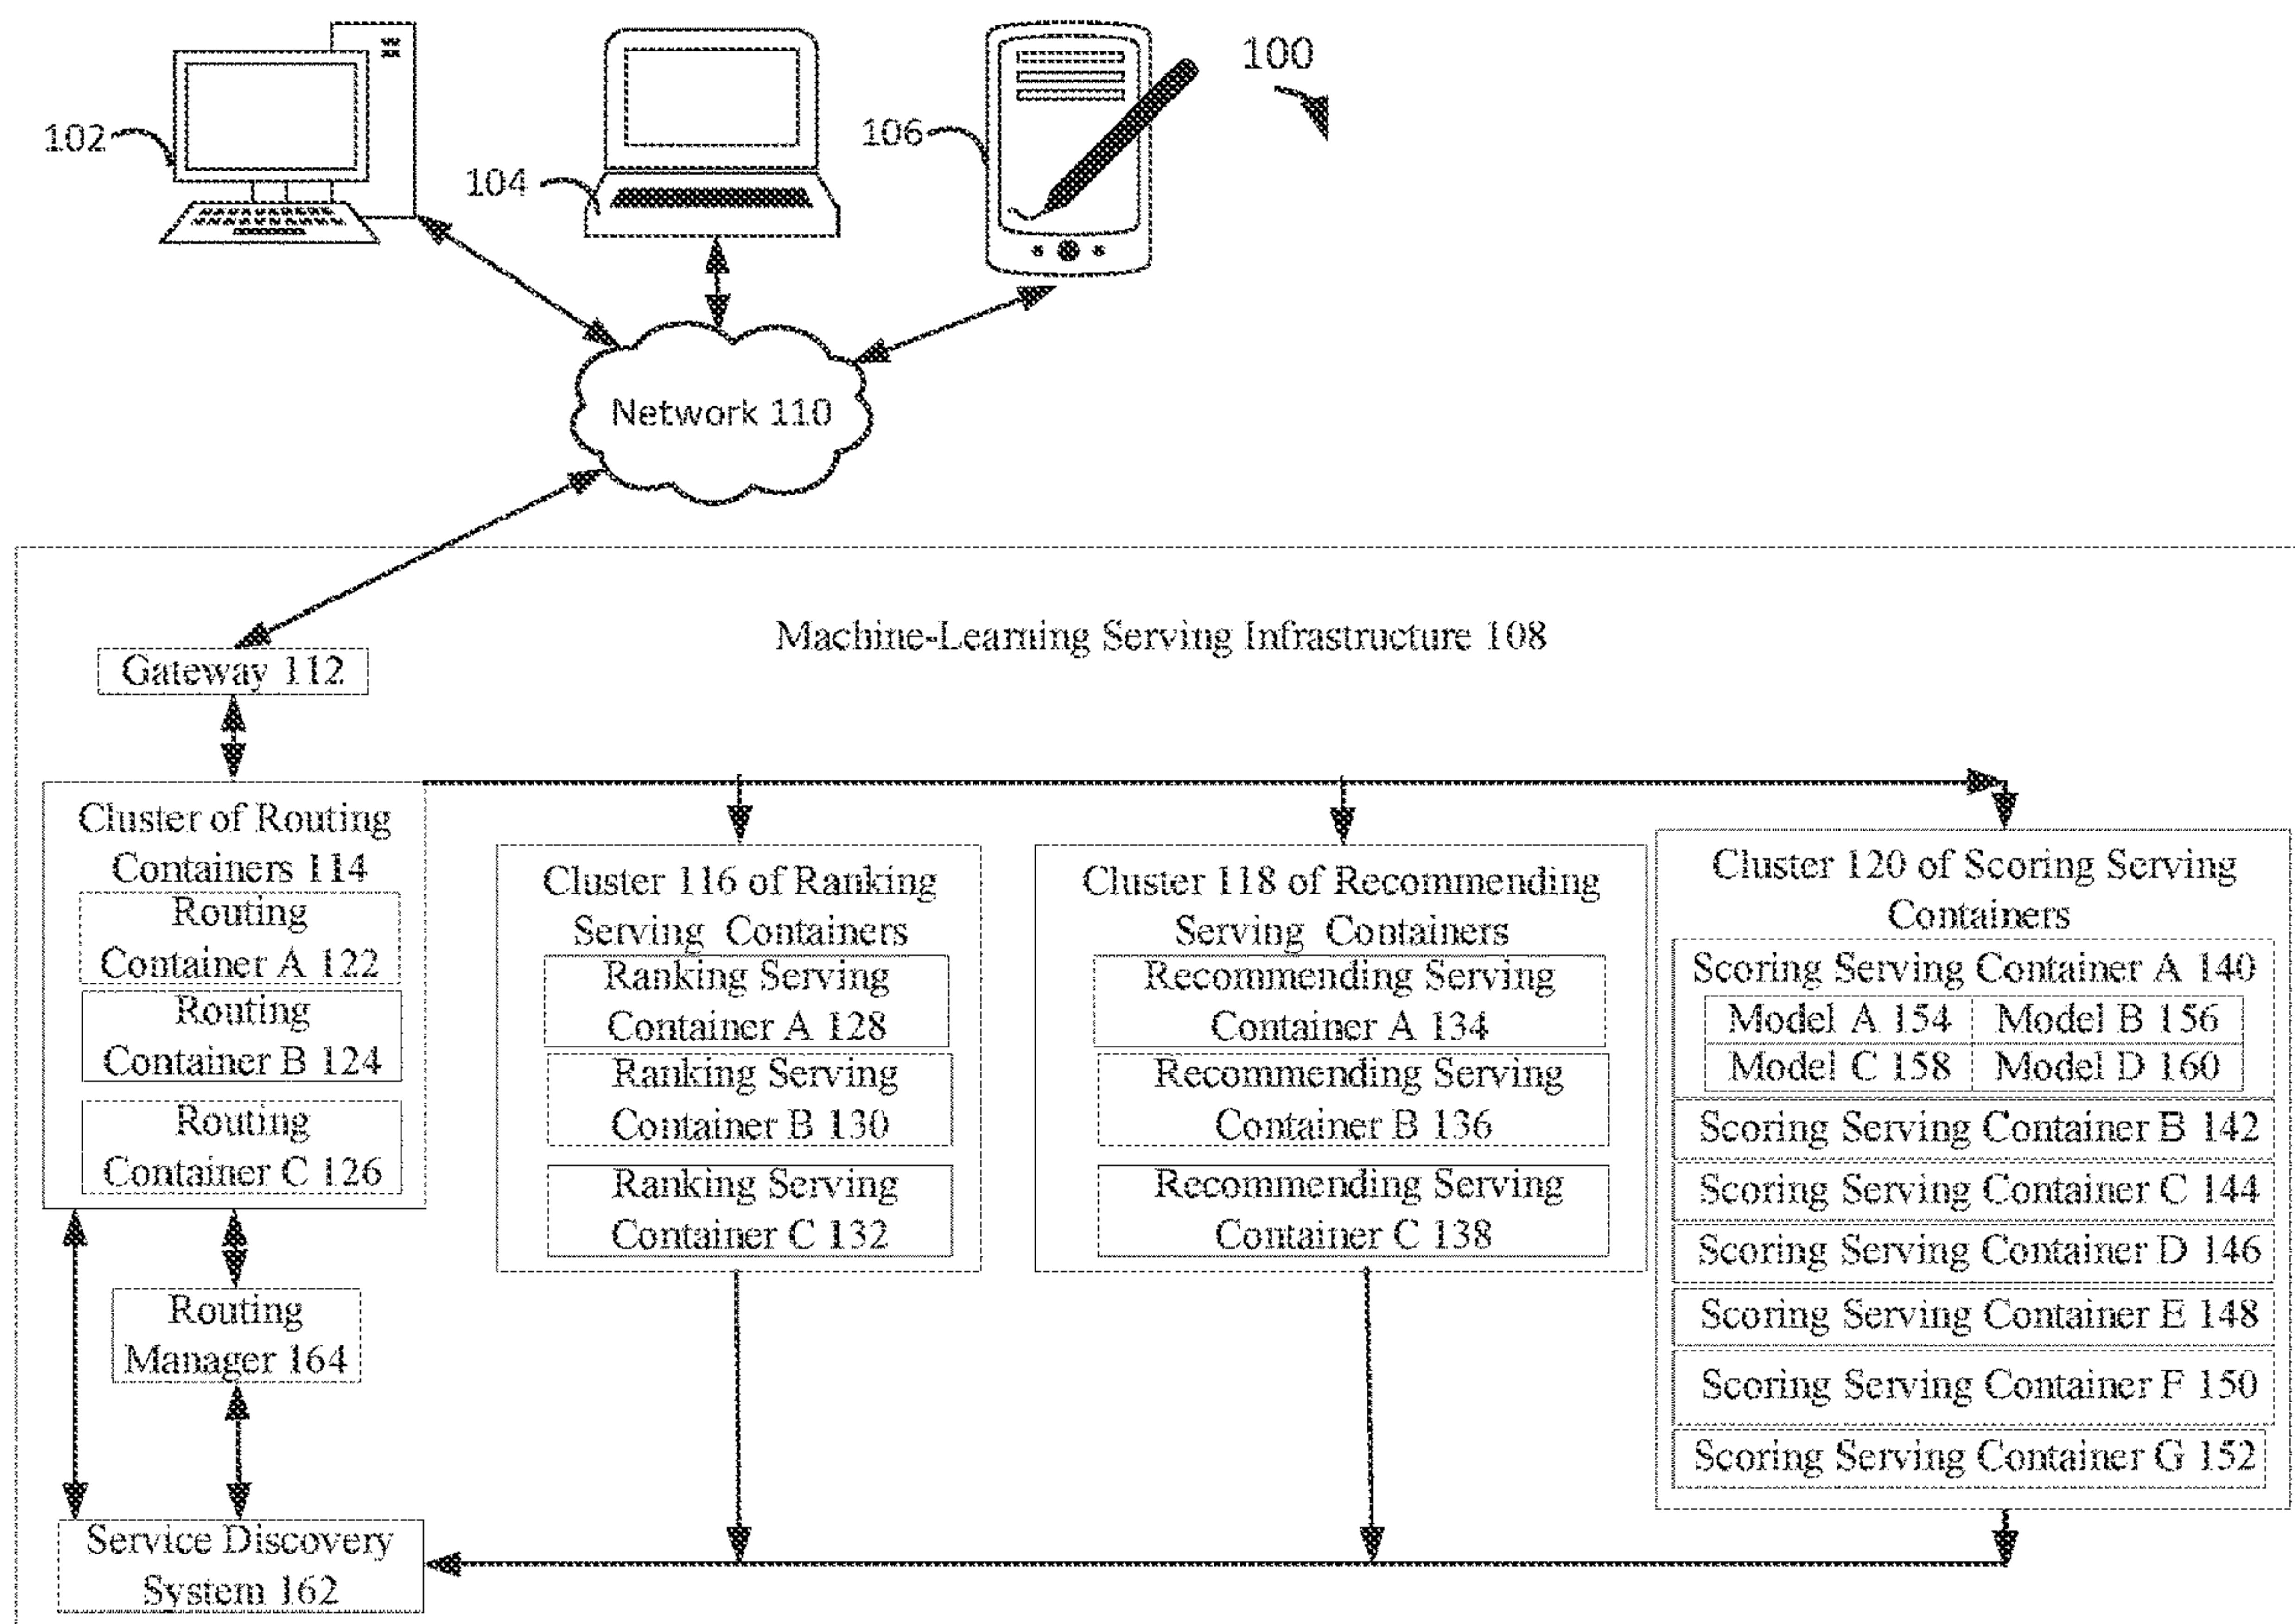 100
102
104
106
Network 110
Machine-Learning Serving Infrastructure 108
Gateway 112
Cluster of Routing
Containers 114
Routing
Container A 122
Routing
Container B 124
Routing
Container C 126
Cluster 116 of Ranking
Serving Containers
Ranking Serving
Container A 128
Ranking Serving
Container B 130
Ranking Serving
Container C 132
Cluster 118 of Recommending
Serving Containers
Recommending Serving
Container A 134
Recommending Serving
Container B 136
Recommending Serving
Container C 138
Cluster 120 of Scoring Serving
Containers
Scoring Serving Container A 140
Model A 154 Model B 156
Model C 158 Model D 160
Scoring Serving Container B 142
Scoring Serving Container C 144
Scoring Serving Container D 146
Scoring Serving Container E 148
Scoring Serving Container F 150
Scoring Serving Container G 152
Routing
Manager 164
Service Discovery
System 162